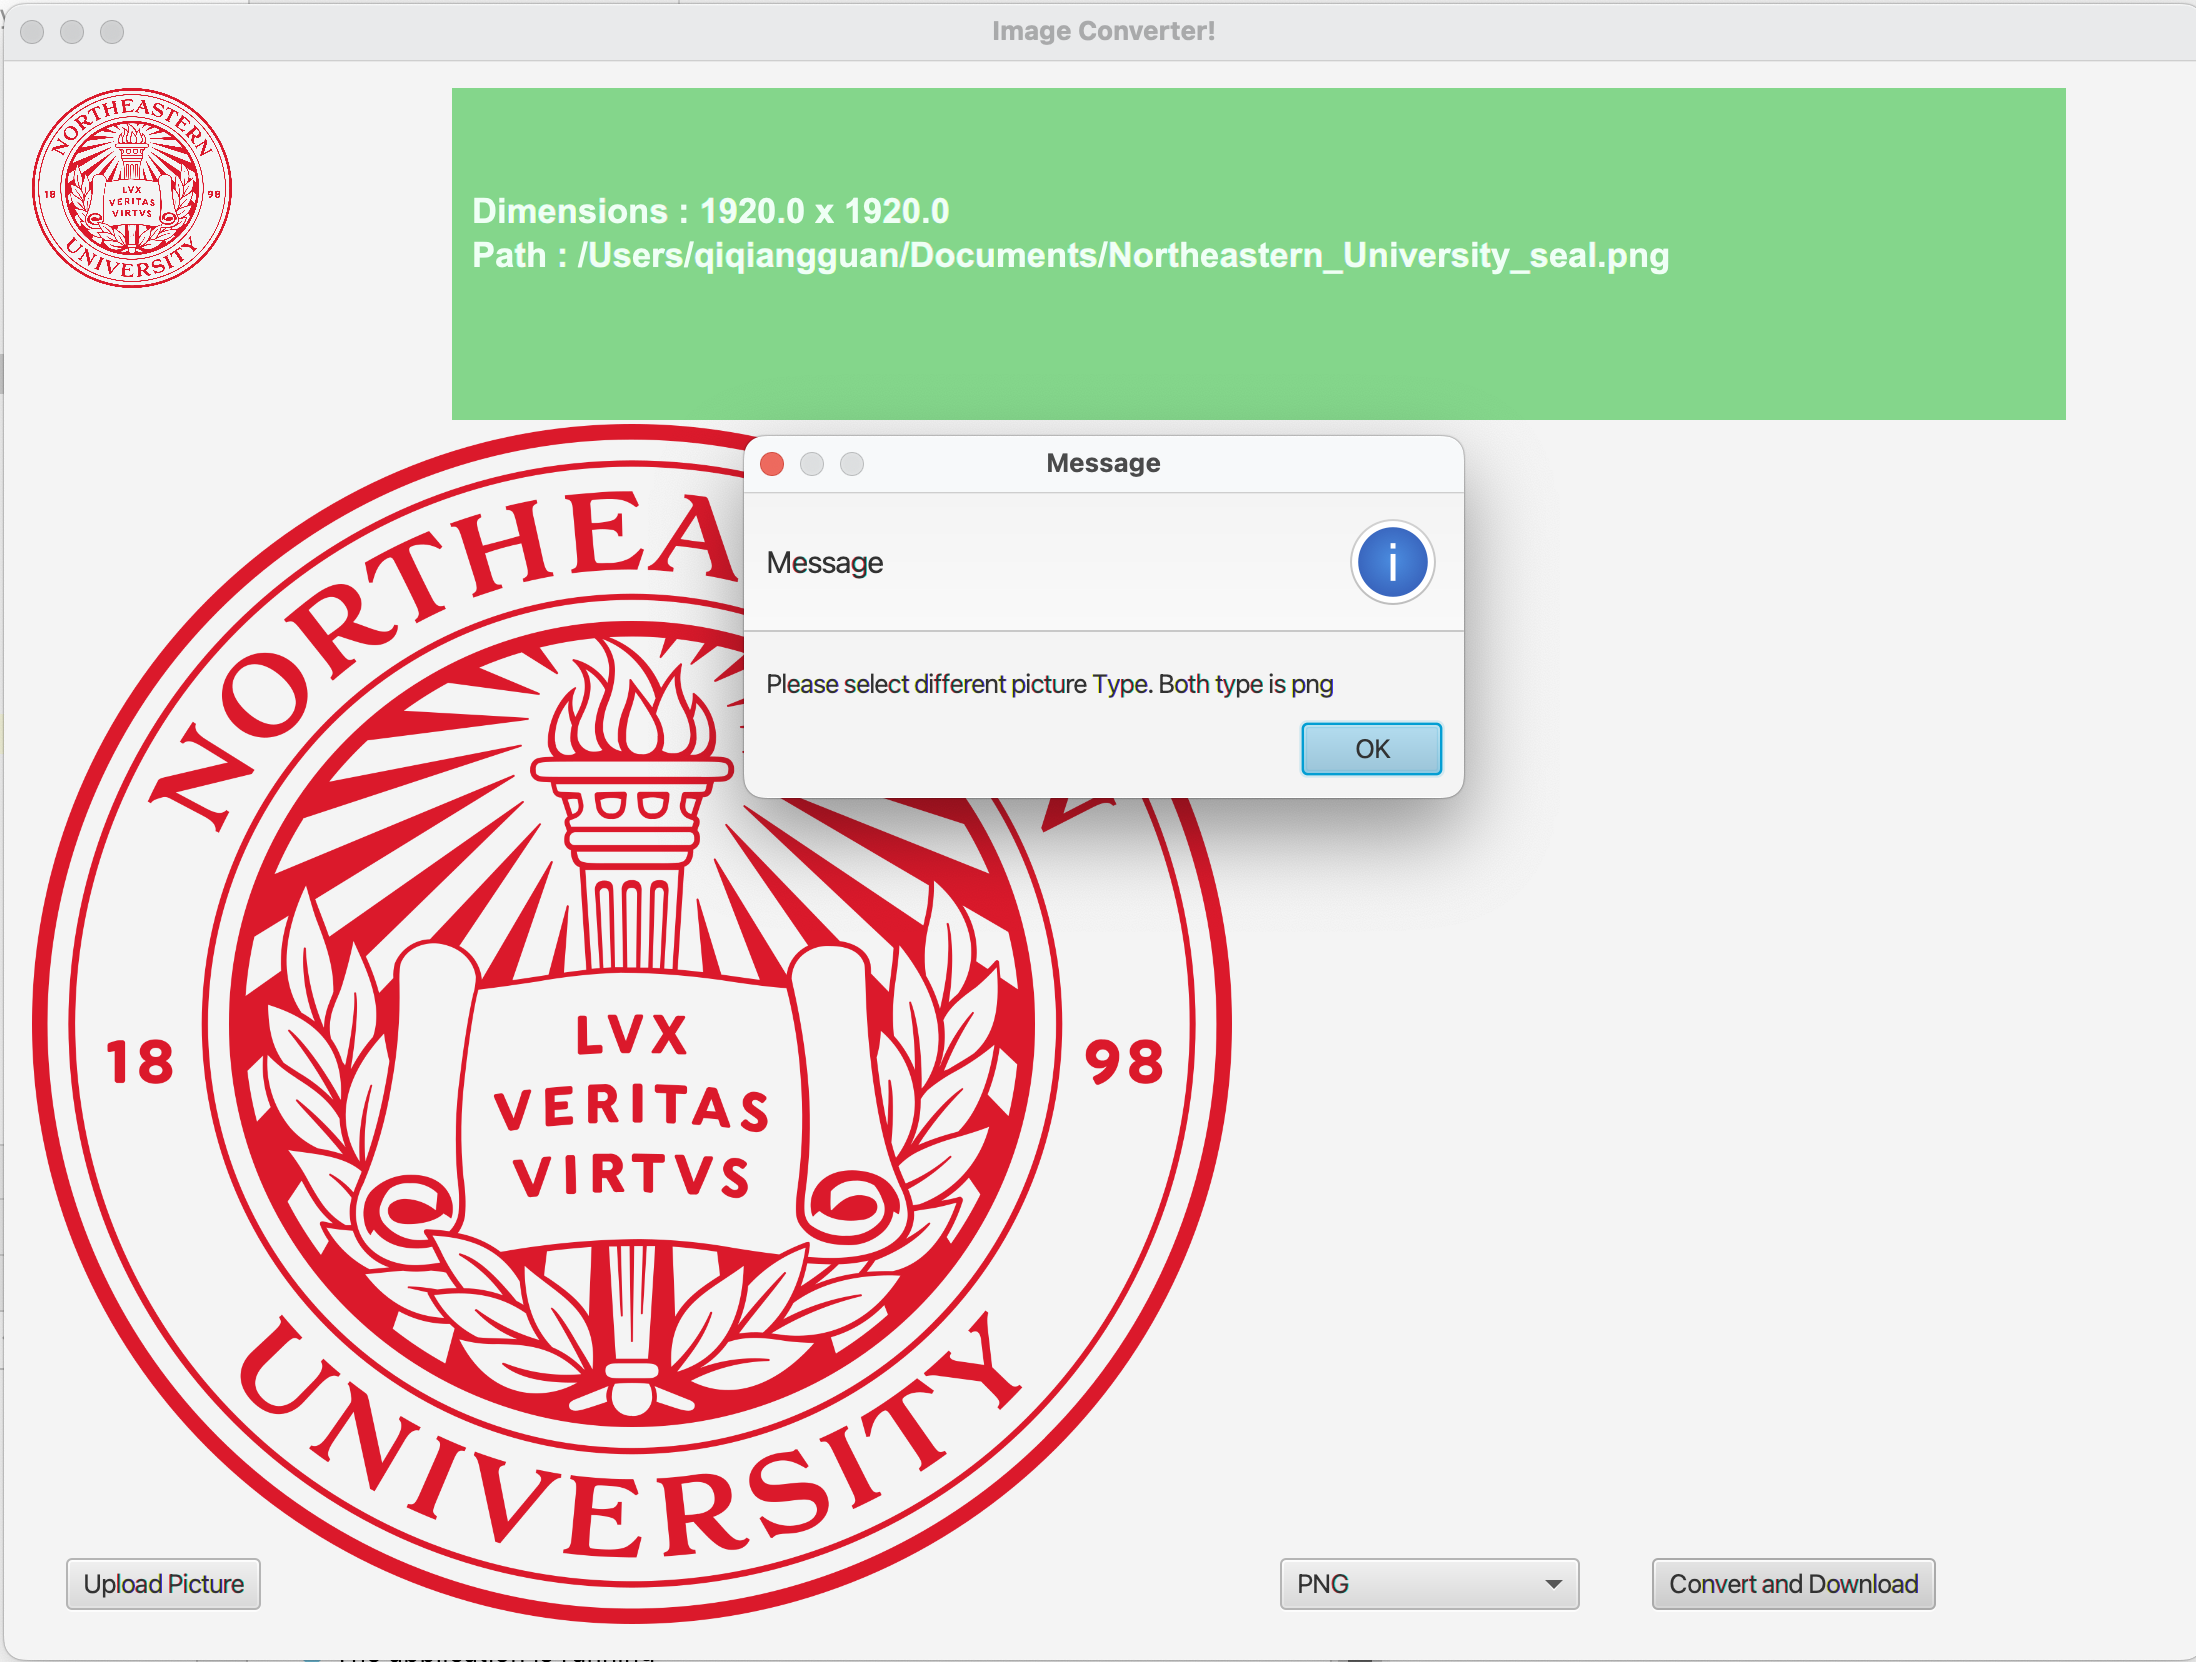 Image Converter!
NORTHEASTERN
18
98
LVX
VERITAS
VIRTVS
UNIVERSITY
Dimensions : 1920.0 x 1920.0
Path : /Users/qiqiangguan/Documents/Northeastern_University_seal.png
Message
Message
i
Please select different picture Type. Both type is png
OK
NORTHEA
18
98
LVX
VERITAS
VIRTVS
UNIVERSITY
Upload Picture
PNG
Convert and Download